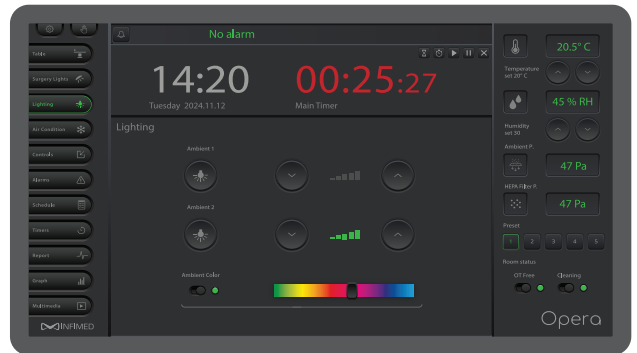 No alarm
14:20
00:25:27
Tuesday 2024.11.12
Main Timer
Table
Surgery Lights
Lighting
Air Conditions
Controls
Alarms
Schedule
Timers
Report
Graph
Multimedia
INFIMED
Lighting
Ambient 1
Ambient 2
Ambient Color
20.5° C
Temperature
set 20° C
45 % RH
Humidity
set 50
Ambient P.
47 Pa
HEPA Filter P.
47 Pa
Preset
1 2 3 4 5
Room status
OT Free Cleaning
Opera